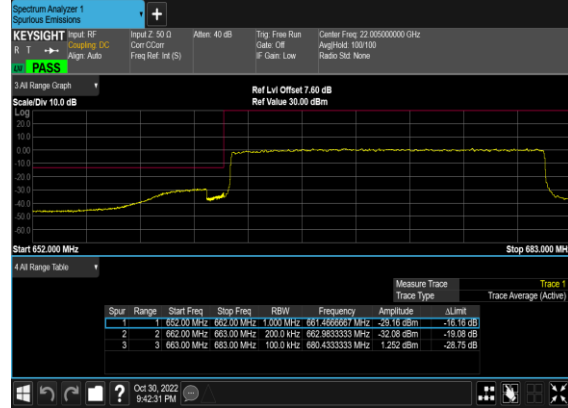 Spectrum Analyzer 1
Spurious Emissions
+
KEYSIGHT Input: RF Input Z: 50 Ω Atten: 40 dB Trig: Free Run Center Freq: 22.005000000 GHz
R T Coupling: DC Corr CCorr Gate: Off Avg|Hold: 100/100
Align: Auto Freq Ref: Int (S) IF Gain: Low Radio Std: None
PASS
3 All Range Graph
Ref Lvl Offset 7.60 dB
Scale/Div 10.0 dB Ref Value 30.00 dBm
Log
20.0
10.0
0.00
-10.0
-20.0
-30.0
-40.0
-50.0
-60.0
Start 652.000 MHz Stop 683.000 MH
4 All Range Table
Measure Trace Trace 1
Trace Type Trace Average (Active)
Spur Range Start Freq Stop Freq RBW Frequency Amplitude ΔLimit
1 1 652.00 MHz 662.00 MHz 1.000 MHz 661.4666667 MHz -29.16 dBm -16.16 dB
2 2 662.00 MHz 663.00 MHz 200.0 kHz 662.9833333 MHz -32.08 dBm -19.08 dB
3 3 663.00 MHz 683.00 MHz 100.0 kHz 680.4333333 MHz 1.252 dBm -28.75 dB
? Oct 30, 2022
9:42:31 PM